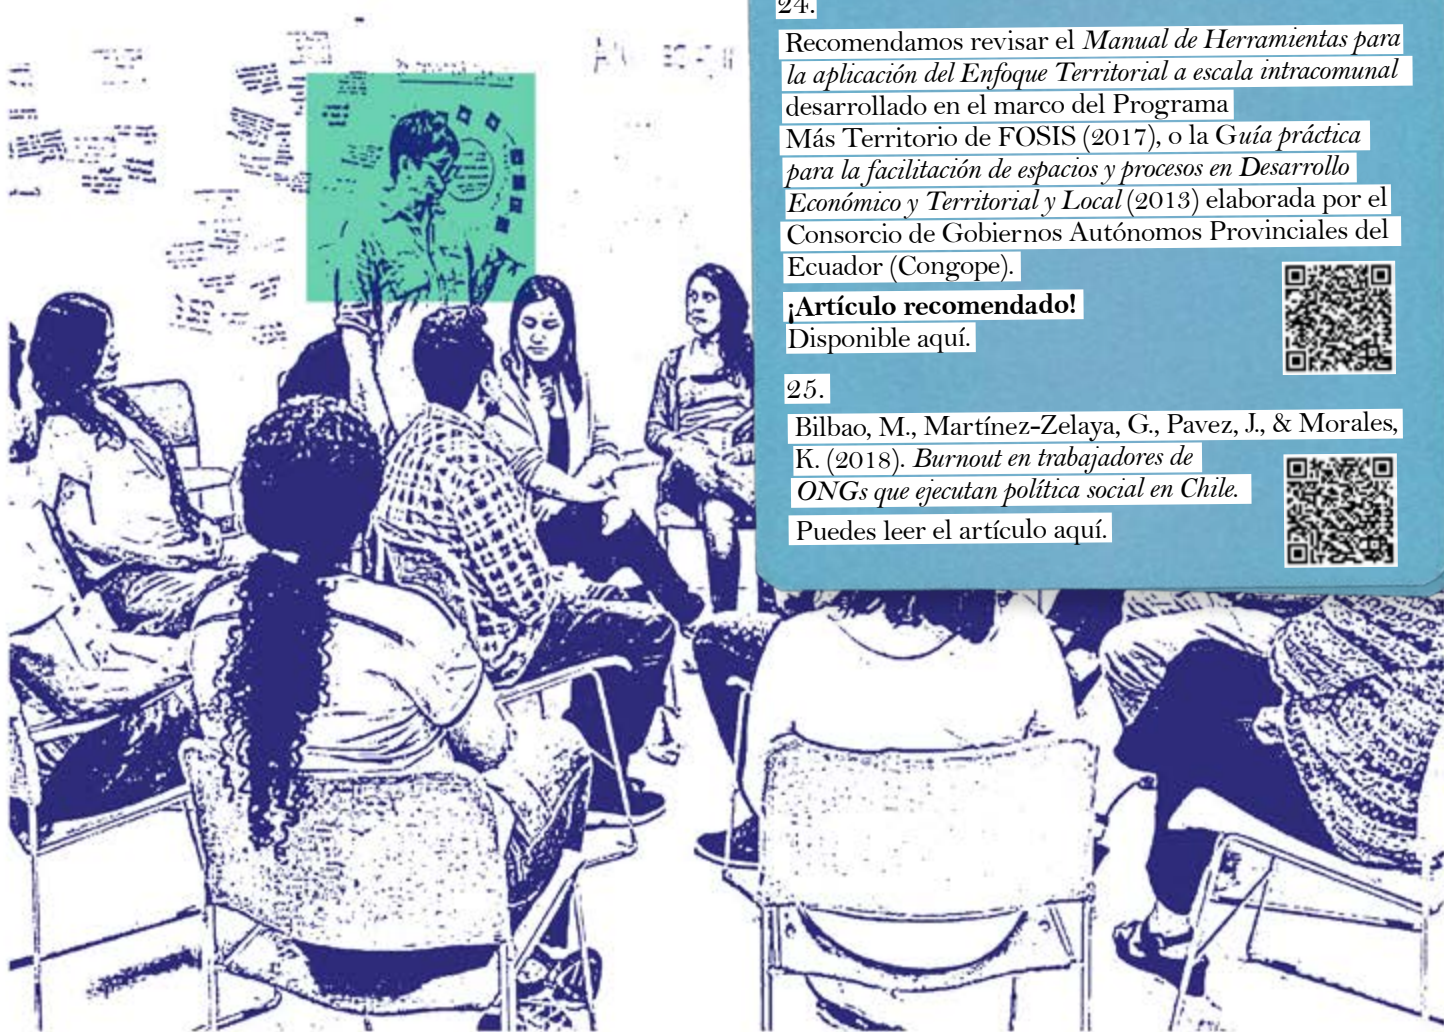 24.
Recomendamos revisar el Manual de Herramientas para
la aplicación del Enfoque Territorial a escala intracomunal
desarrollado en el marco del Programa
Más Territorio de FOSIS (2017), o la Guía práctica
para la facilitación de espacios y procesos en Desarrollo
Económico y Territorial y Local (2013) elaborada por el
Consorcio de Gobiernos Autónomos Provinciales del
Ecuador (Congope).
¡Artículo recomendado!
Disponible aquí.
25.
Bilbao, M., Martínez-Zelaya, G., Pavez, J., & Morales,
K. (2018). Burnout en trabajadores de
ONGs que ejecutan política social en Chile.
Puedes leer el artículo aquí.